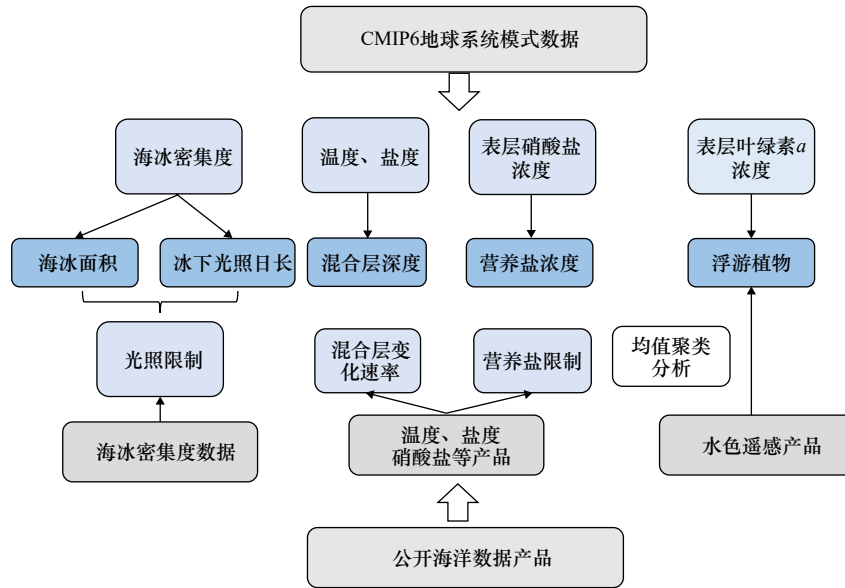 CMIP6地球系统模式数据
海冰密集度
温度、盐度
表层硝酸盐
浓度
表层叶绿素a
浓度
海冰面积
冰下光照日长
混合层深度
营养盐浓度
浮游植物
光照限制
混合层变
化速率
营养盐限制
均值聚类
分析
海冰密集度数据
温度、盐度
硝酸盐等产品
水色遥感产品
公开海洋数据产品